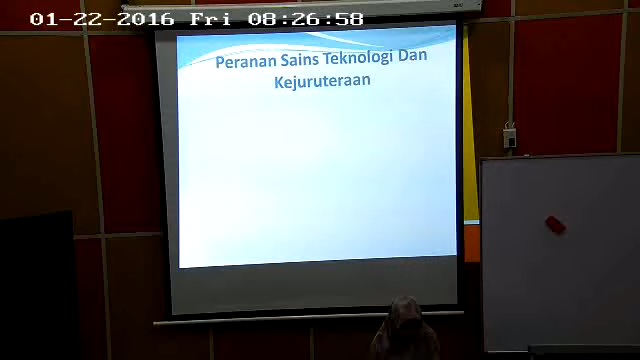 01-22-2016 Fri 08:26:58
Peranan Sains Teknologi Dan
Kejuruteraan